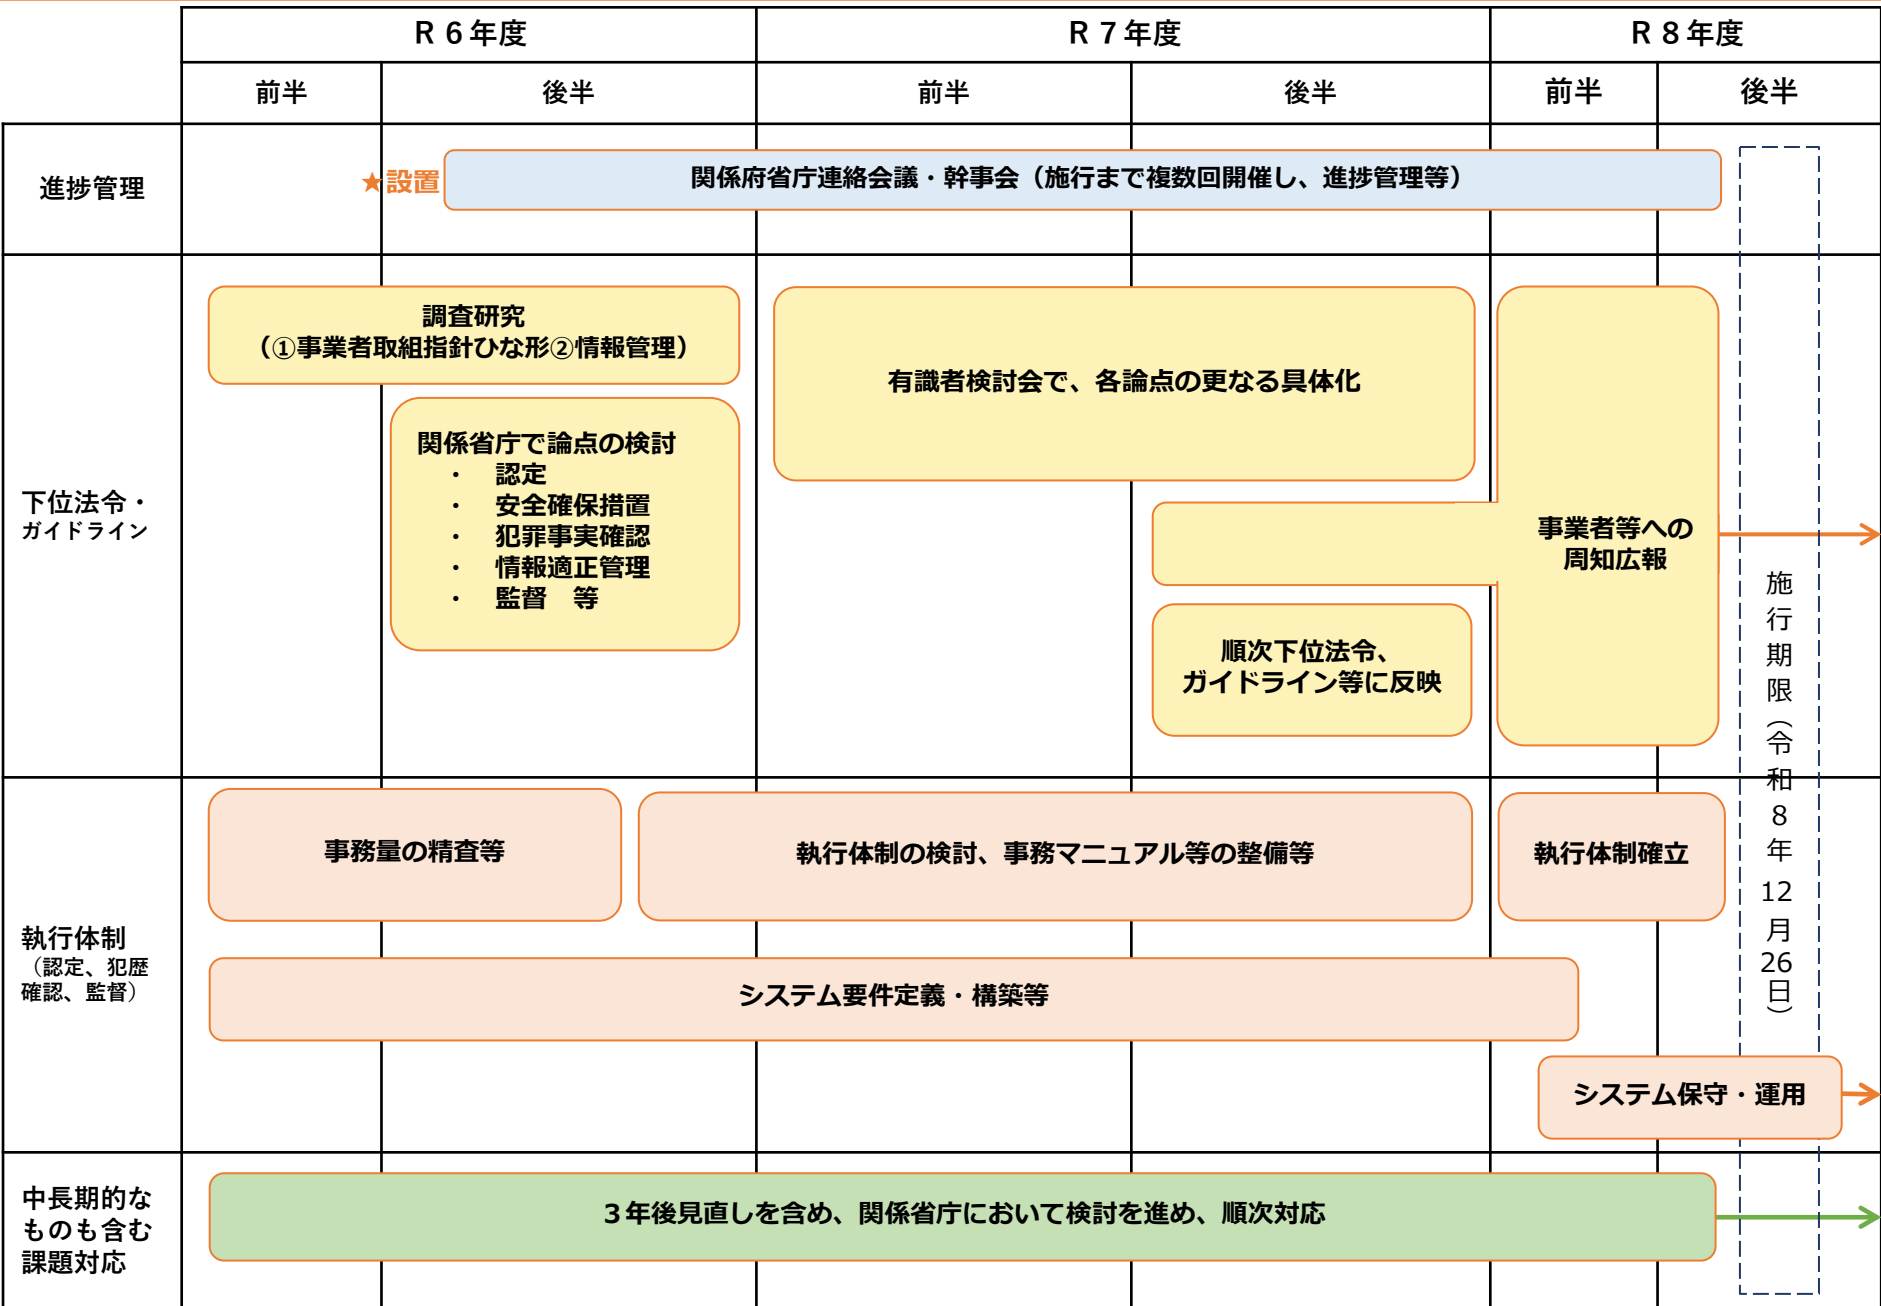 R６年度
R７年度
R８年度
前半
後半
前半
後半
前半
後半
進捗管理
★設置
関係府省庁連絡会議・幹事会（施行まで複数回開催し、進捗管理等）
下位法令・
ガイドライン
調査研究
（①事業者取組指針ひな形②情報管理）
関係省庁で論点の検討
・　認定
・　安全確保措置
・　犯罪事実確認
・　情報適正管理
・　監督　等
有識者検討会で、各論点の更なる具体化
順次下位法令、
ガイドライン等に反映
事業者等への
周知広報
施行期限（令和８年12月26日）
執行体制
（認定、犯歴
確認、監督）
事務量の精査等
執行体制の検討、事務マニュアル等の整備等
執行体制確立
システム要件定義・構築等
システム保守・運用
中長期的な
ものも含む
課題対応
３年後見直しを含め、関係省庁において検討を進め、順次対応